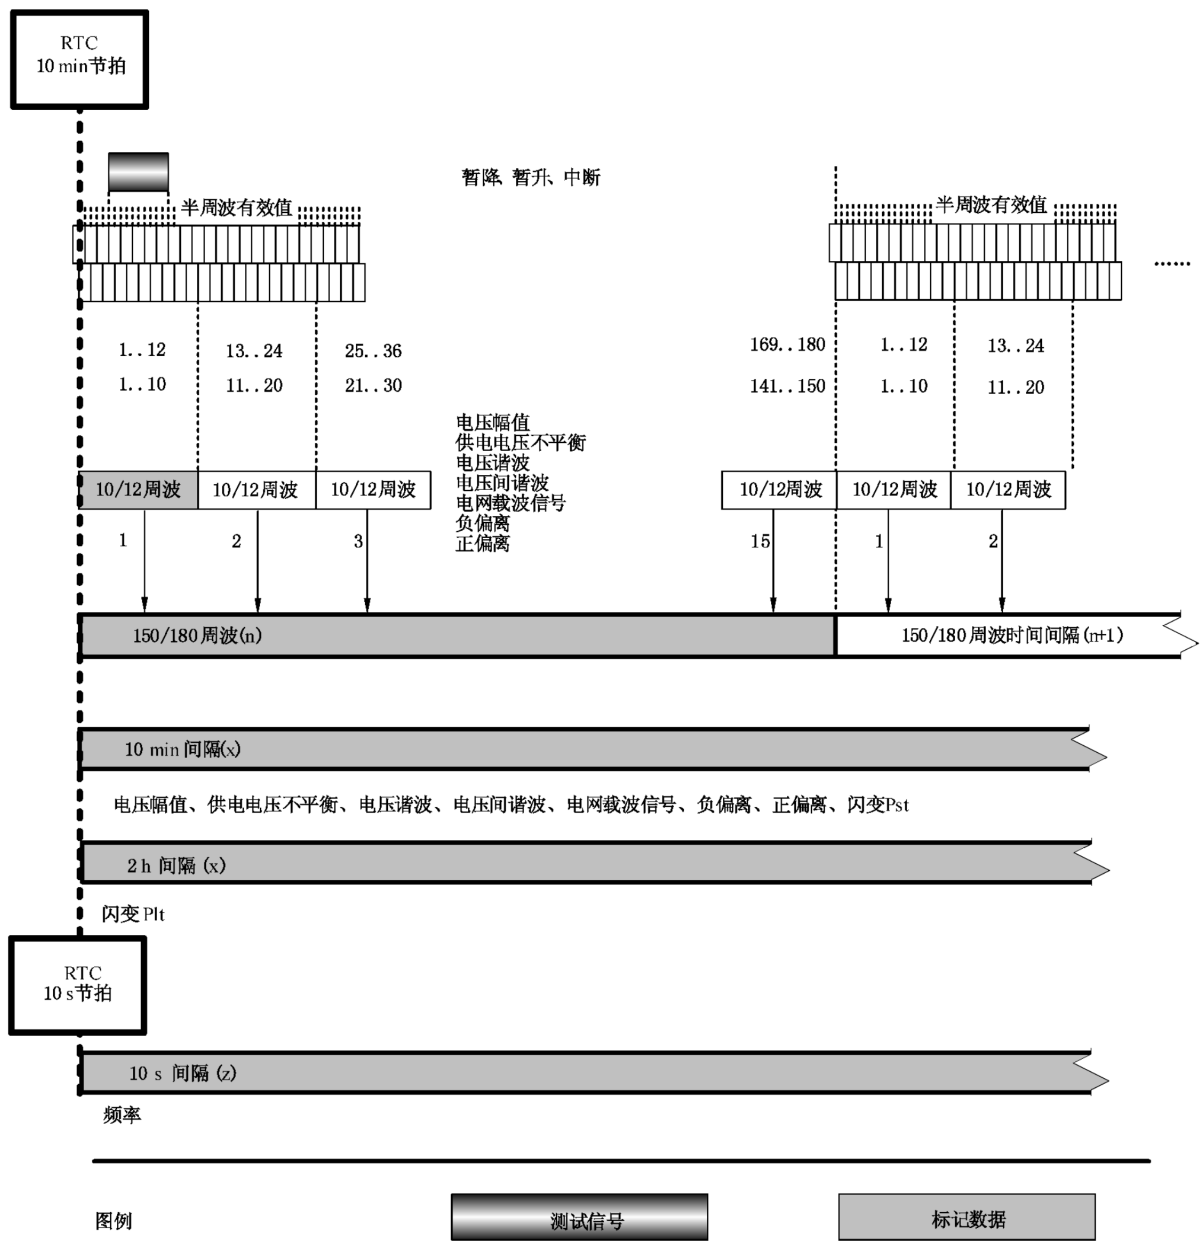 RTC
10 min节拍
暂降、暂升、中断
半周波有效值
半周波有效值
······
1..12
13..24
25..36
169..180
1..12
13..24
1..10
11..20
21..30
141..150
1..10
11..20
电压幅值
供电电压不平衡
电压谐波
电压间谐波
电网载波信号
负偏离
正偏离
10/12周波
10/12周波
10/12周波
10/12周波
10/12周波
10/12周波
1
2
3
15
1
2
150/180周波(n)
150/180周波时间间隔(n+1)
10 min 间隔(x)
电压幅值、供电电压不平衡、电压谐波、电压间谐波、电网载波信号、负偏离、正偏离、闪变Pst
2 h 间隔 (x)
闪变 Plt
RTC
10 s节拍
10 s 间隔 (z)
频率
图例
测试信号
标记数据